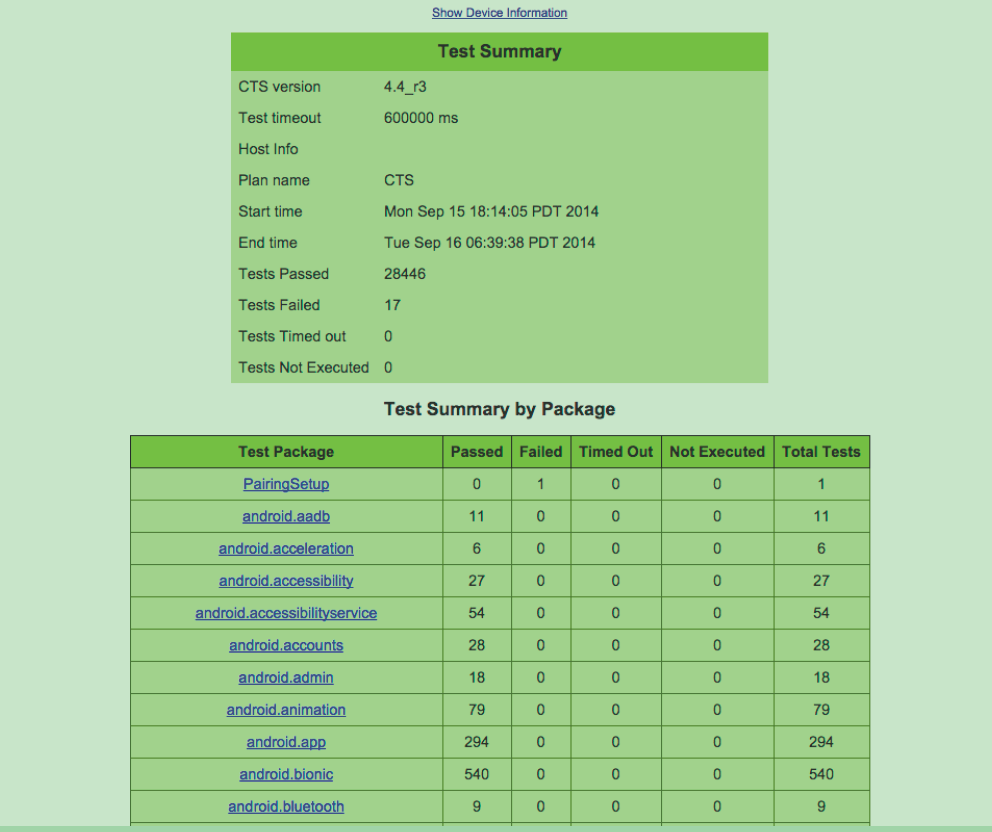 Show Device Information
Test Summary
CTS version 4.4_r3
Test timeout 600000 ms
Host Info
Plan name CTS
Start time Mon Sep 15 18:14:05 PDT 2014
End time Tue Sep 16 06:39:38 PDT 2014
Tests Passed 28446
Tests Failed 17
Tests Timed out 0
Tests Not Executed 0
Test Summary by Package
Test Package Passed Failed Timed Out Not Executed Total Tests
PairingSetup 0 1 0 0 1
android.aadb 11 0 0 0 11
android.acceleration 6 0 0 0 6
android.accessibility 27 0 0 0 27
android.accessibilityservice 54 0 0 0 54
android.accounts 28 0 0 0 28
android.admin 18 0 0 0 18
android.animation 79 0 0 0 79
android.app 294 0 0 0 294
android.bionic 540 0 0 0 540
android.bluetooth 9 0 0 0 9